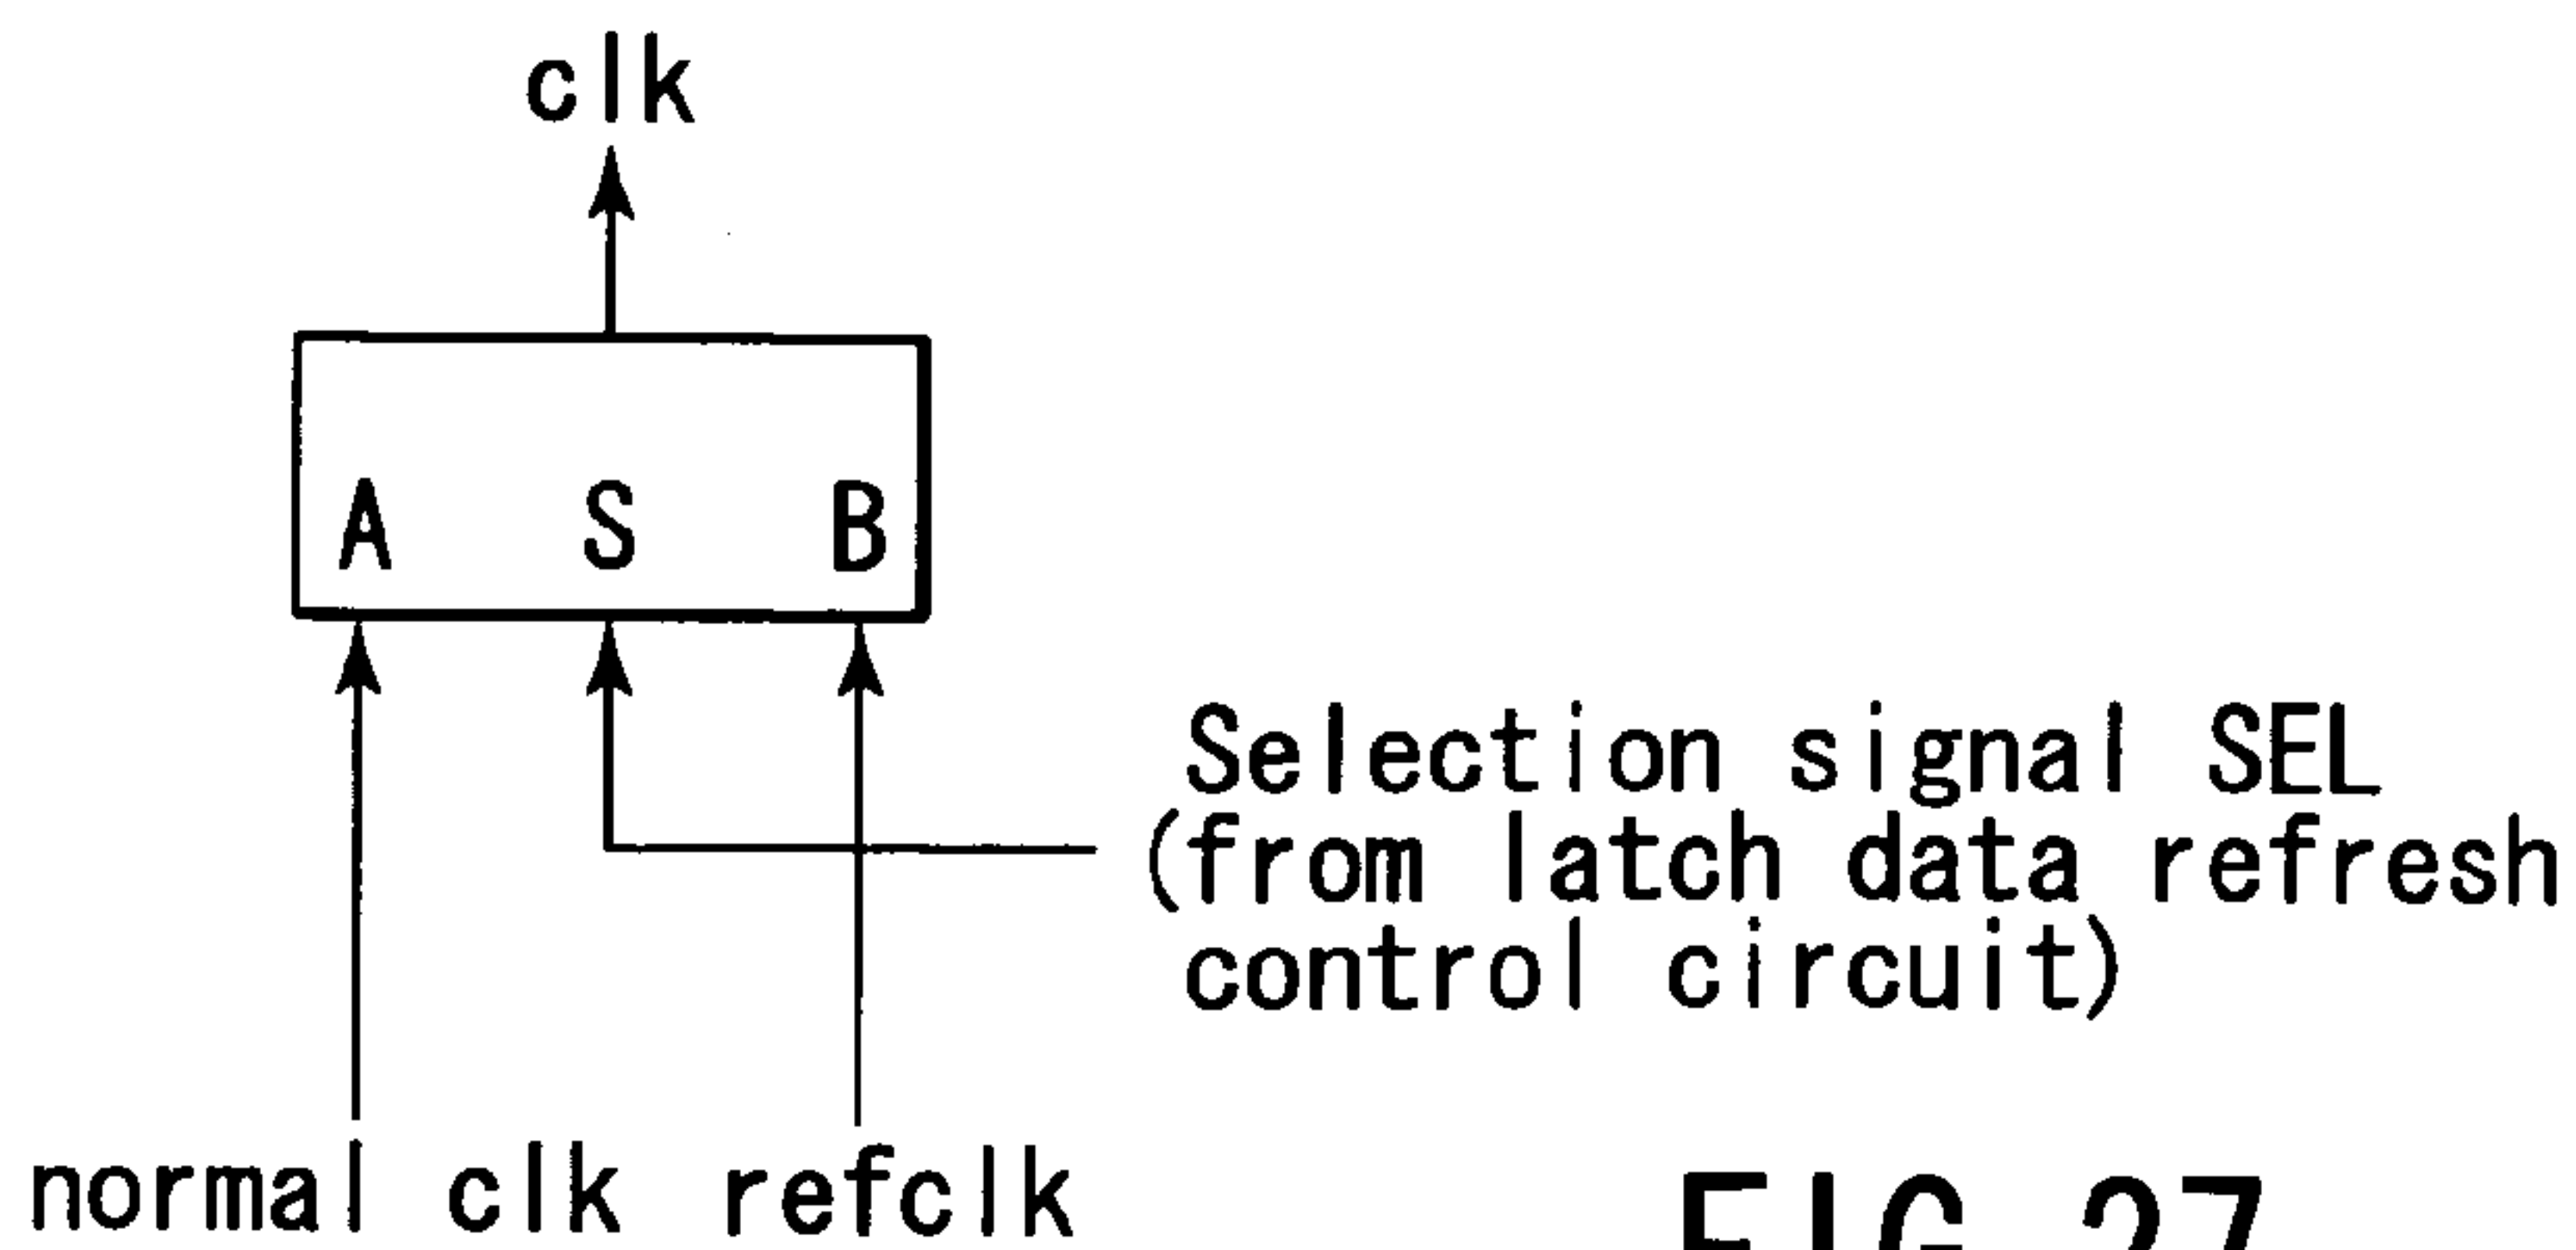 clk
A S B
Selection signal SEL
(from latch data refresh
control circuit)
normal clk refclk
FIG. 27